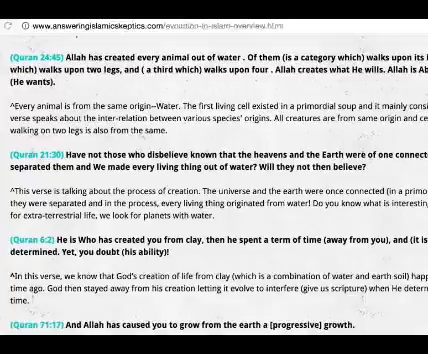 www.answeringislamicskeptics.com/evolution-in-islam-overview.html
(Quran 24:45) Allah has created every animal out of water . Of them (is a category which) walks upon its
which) walks upon two legs, and ( a third which) walks upon four . Allah creates what He wills. Allah is Ab
(He wants).
^Every animal is from the same origin--Water. The first living cell existed in a primordial soup and it mainly consi
verse speaks about the inter-relation between various species' origins. All creatures are from same origin and ce
walking on two legs is also from the same.
(Quran 21:30) Have not those who disbelieve known that the heavens and the Earth were of one connect
separated them and We made every living thing out of water? Will they not then believe?
^This verse is talking about the process of creation. The universe and the earth were once connected (in a primo
they were separated and in the process, every living thing originated from water! Do you know what is interestin
for extra-terrestrial life, we look for planets with water.
(Quran 6:2) He is Who has created you from clay, then he spent a term of time (away from you), and (it is
determined. Yet, you doubt (his ability)!
^In this verse, we know that God's creation of life from clay (which is a combination of water and earth soil) happ
time ago. God then stayed away from his creation letting it evolve to interfere (give us scripture) when He determ
time.
(Quran 71:17) And Allah has caused you to grow from the earth a [progressive] growth.